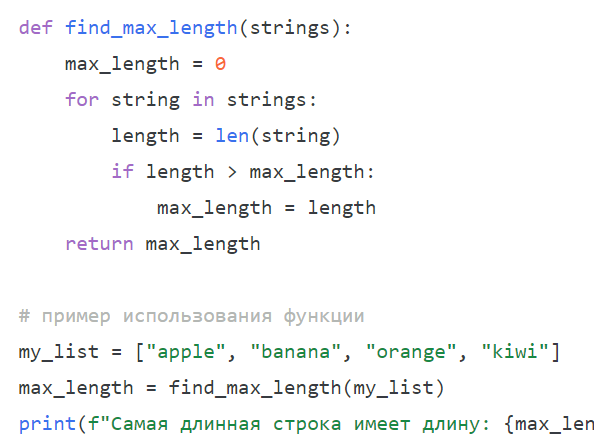 def find_max_length(strings):
    max_length = 0
    for string in strings:
        length = len(string)
        if length > max_length:
            max_length = length
    return max_length
# пример использования функции
my_list = ["apple", "banana", "orange", "kiwi"]
max_length = find_max_length(my_list)
print(f"Самая длинная строка имеет длину: {max_len